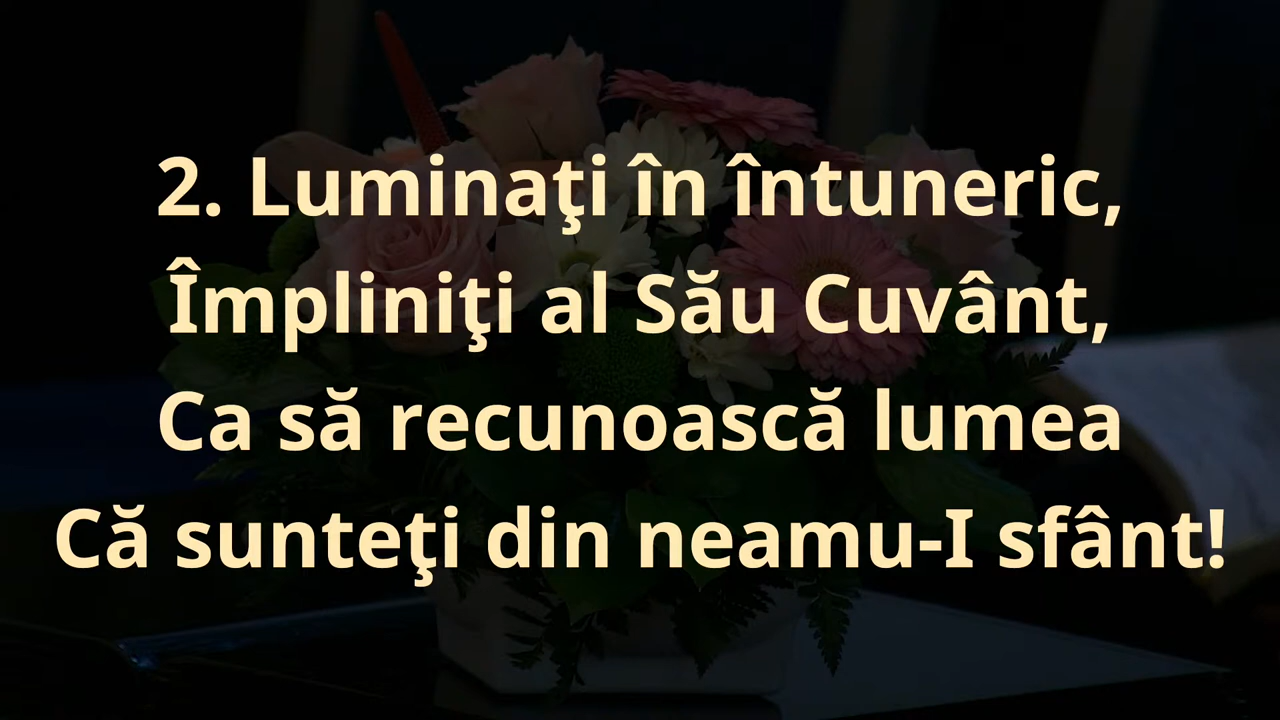 2. Luminaţi în întuneric,
Împliniţi al Său Cuvânt,
Ca să recunoască lumea
Că sunteţi din neamu-I sfânt!